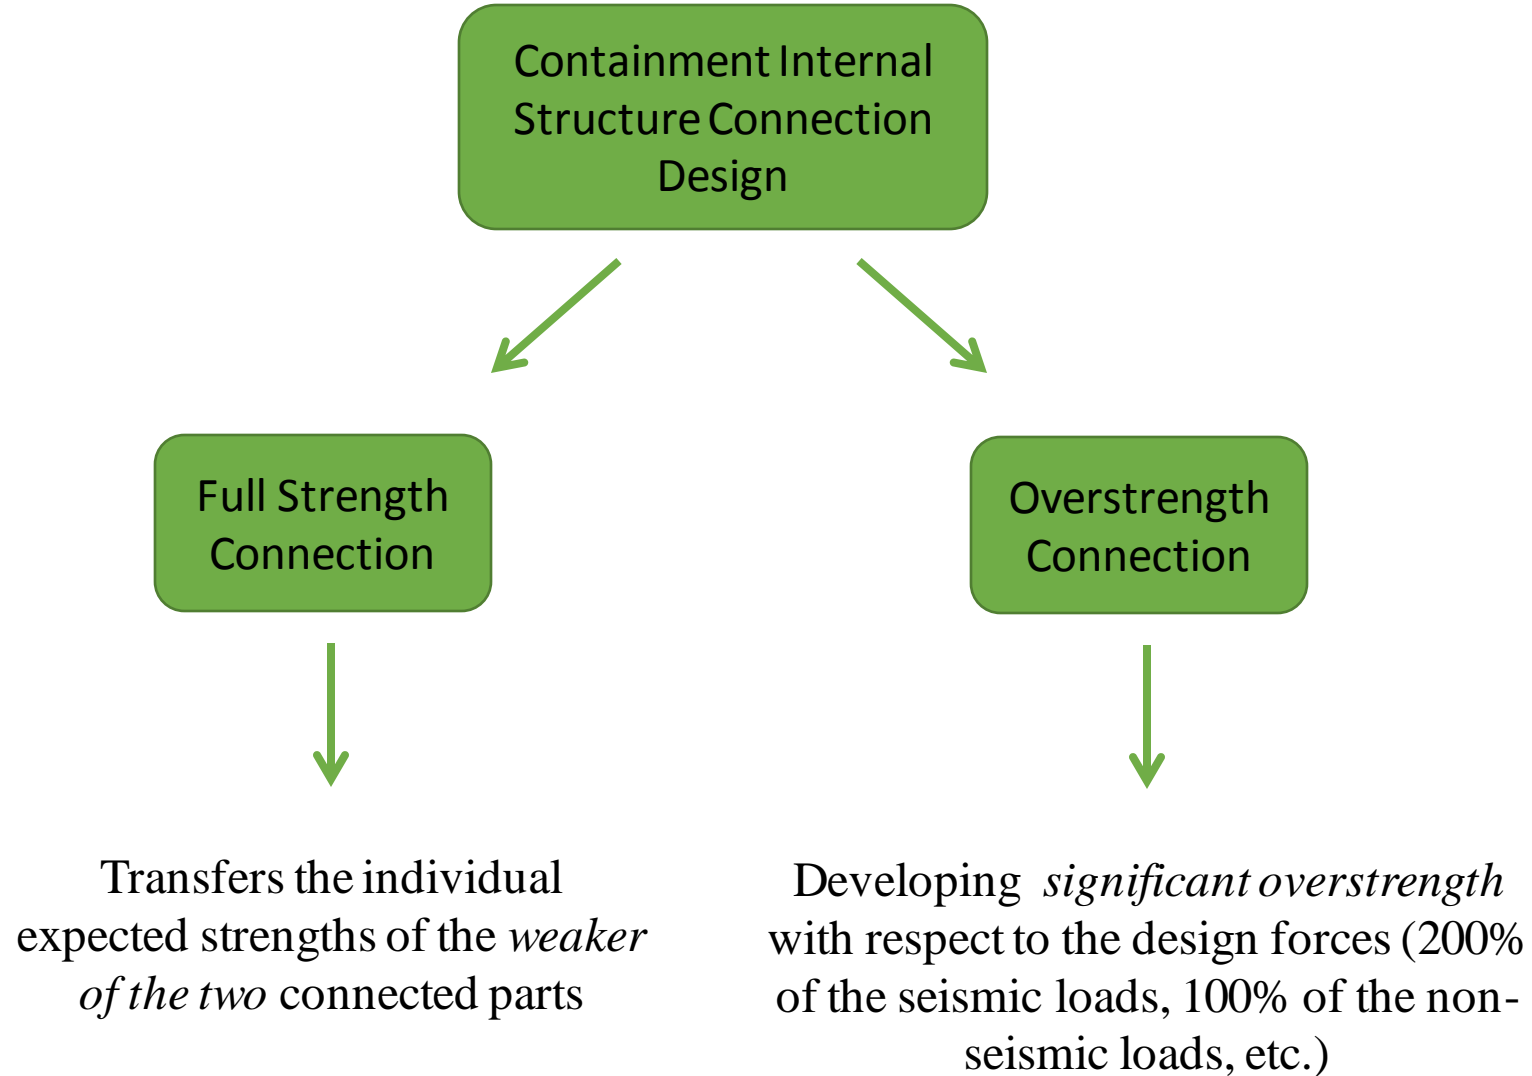 Containment Internal
Structure Connection
Design
Full Strength
Connection
Overstrength
Connection
Transfers the individual
expected strengths of the weaker
of the two connected parts
Developing significant overstrength
with respect to the design forces (200%
of the seismic loads, 100% of the non-
seismic loads, etc.)